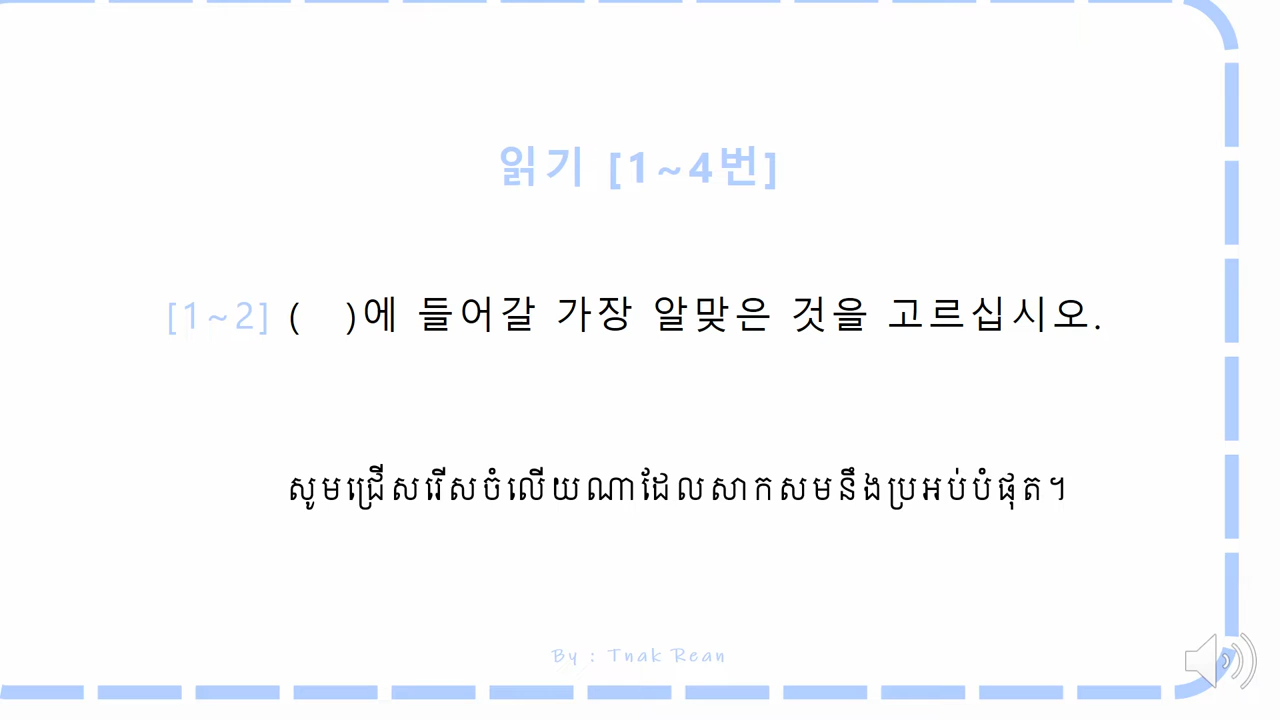 읽기 [1~4번]
[1~2] (   )에 들어갈 가장 알맞은 것을 고르십시오.
សូមជ្រើសរើសចំលើយណាដែលសាកសមនឹងប្រអប់បំផុត។
By : Tnak Rean